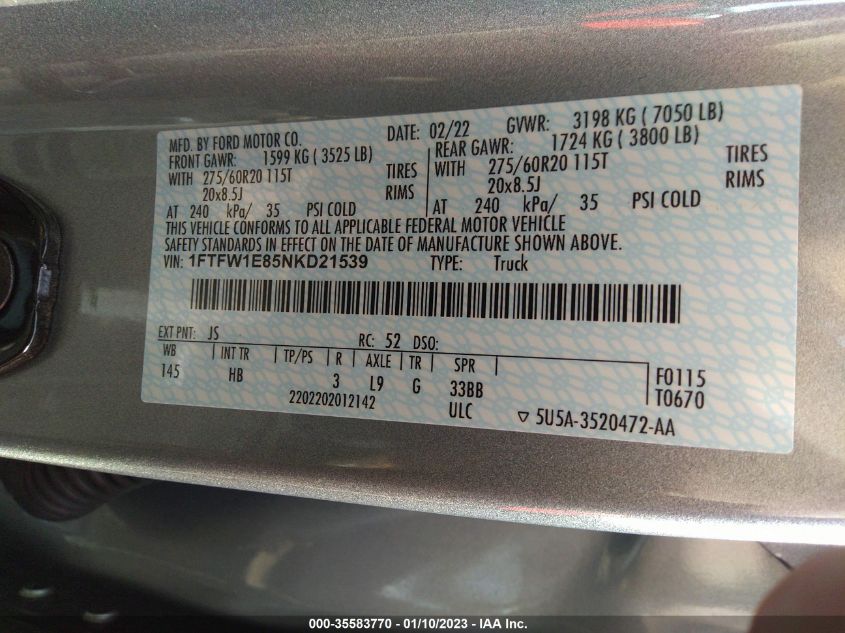 MFD. BY FORD MOTOR CO.
DATE: 02/22 GVWR: 3198 KG ( 7050 LB)
FRONT GAWR: 1599 KG ( 3525 LB)
WITH 275/60R20 115T TIRES
20x8.5J RIMS
AT 240 kPa/ 35 PSI COLD
REAR GAWR: 1724 KG ( 3800 LB)
WITH 275/60R20 115T TIRES
20x8.5J RIMS
AT 240 kPa/ 35 PSI COLD
THIS VEHICLE CONFORMS TO ALL APPLICABLE FEDERAL MOTOR VEHICLE
SAFETY STANDARDS IN EFFECT ON THE DATE OF MANUFACTURE SHOWN ABOVE.
VIN: 1FTFW1E85NKD21539 TYPE: Truck
EXT PNT: JS RC: 52 DSO:
WB INT TR TP/PS R AXLE TR SPR
145 HB 3 L9 G 33BB
F0115
T0670
2202202012142 ULC ▽ 5U5A-3520472-AA
000-35583770 — 01/10/2023 — IAA Inc.